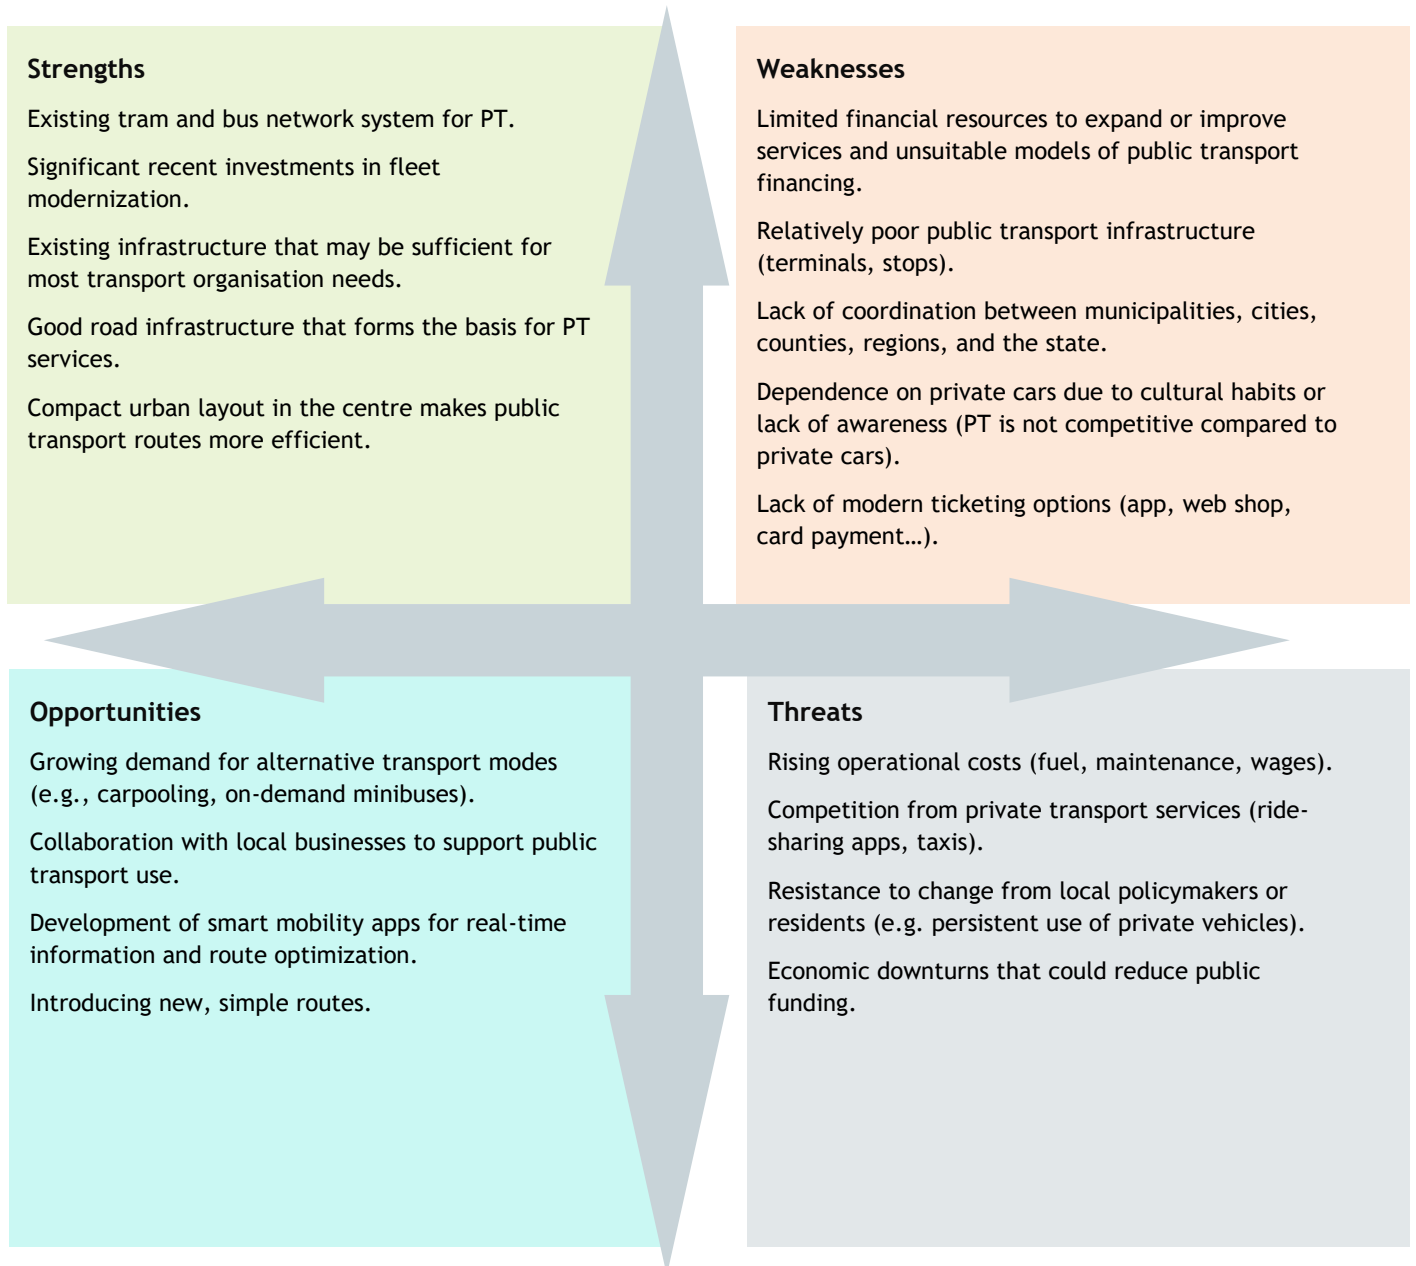 Strengths
Existing tram and bus network system for PT.
Significant recent investments in fleet
modernization.
Existing infrastructure that may be sufficient for
most transport organisation needs.
Good road infrastructure that forms the basis for PT
services.
Compact urban layout in the centre makes public
transport routes more efficient.
Weaknesses
Limited financial resources to expand or improve
services and unsuitable models of public transport
financing.
Relatively poor public transport infrastructure
(terminals, stops).
Lack of coordination between municipalities, cities,
counties, regions, and the state.
Dependence on private cars due to cultural habits or
lack of awareness (PT is not competitive compared to
private cars).
Lack of modern ticketing options (app, web shop,
card payment…).
Opportunities
Growing demand for alternative transport modes
(e.g., carpooling, on-demand minibuses).
Collaboration with local businesses to support public
transport use.
Development of smart mobility apps for real-time
information and route optimization.
Introducing new, simple routes.
Threats
Rising operational costs (fuel, maintenance, wages).
Competition from private transport services (ride-
sharing apps, taxis).
Resistance to change from local policymakers or
residents (e.g. persistent use of private vehicles).
Economic downturns that could reduce public
funding.